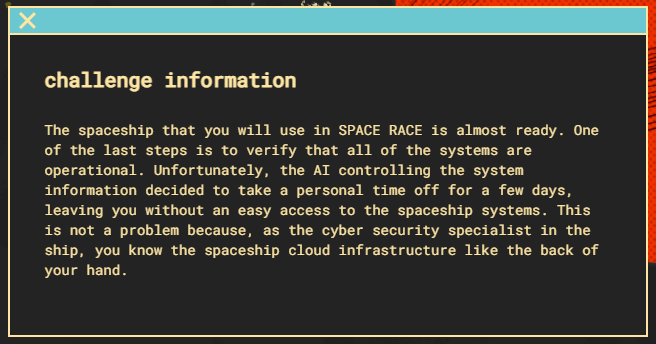 challenge information
The spaceship that you will use in SPACE RACE is almost ready. One
of the last steps is to verify that all of the systems are
operational. Unfortunately, the AI controlling the system
information decided to take a personal time off for a few days,
leaving you without an easy access to the spaceship systems. This
is not a problem because, as the cyber security specialist in the
ship, you know the spaceship cloud infrastructure like the back of
your hand.